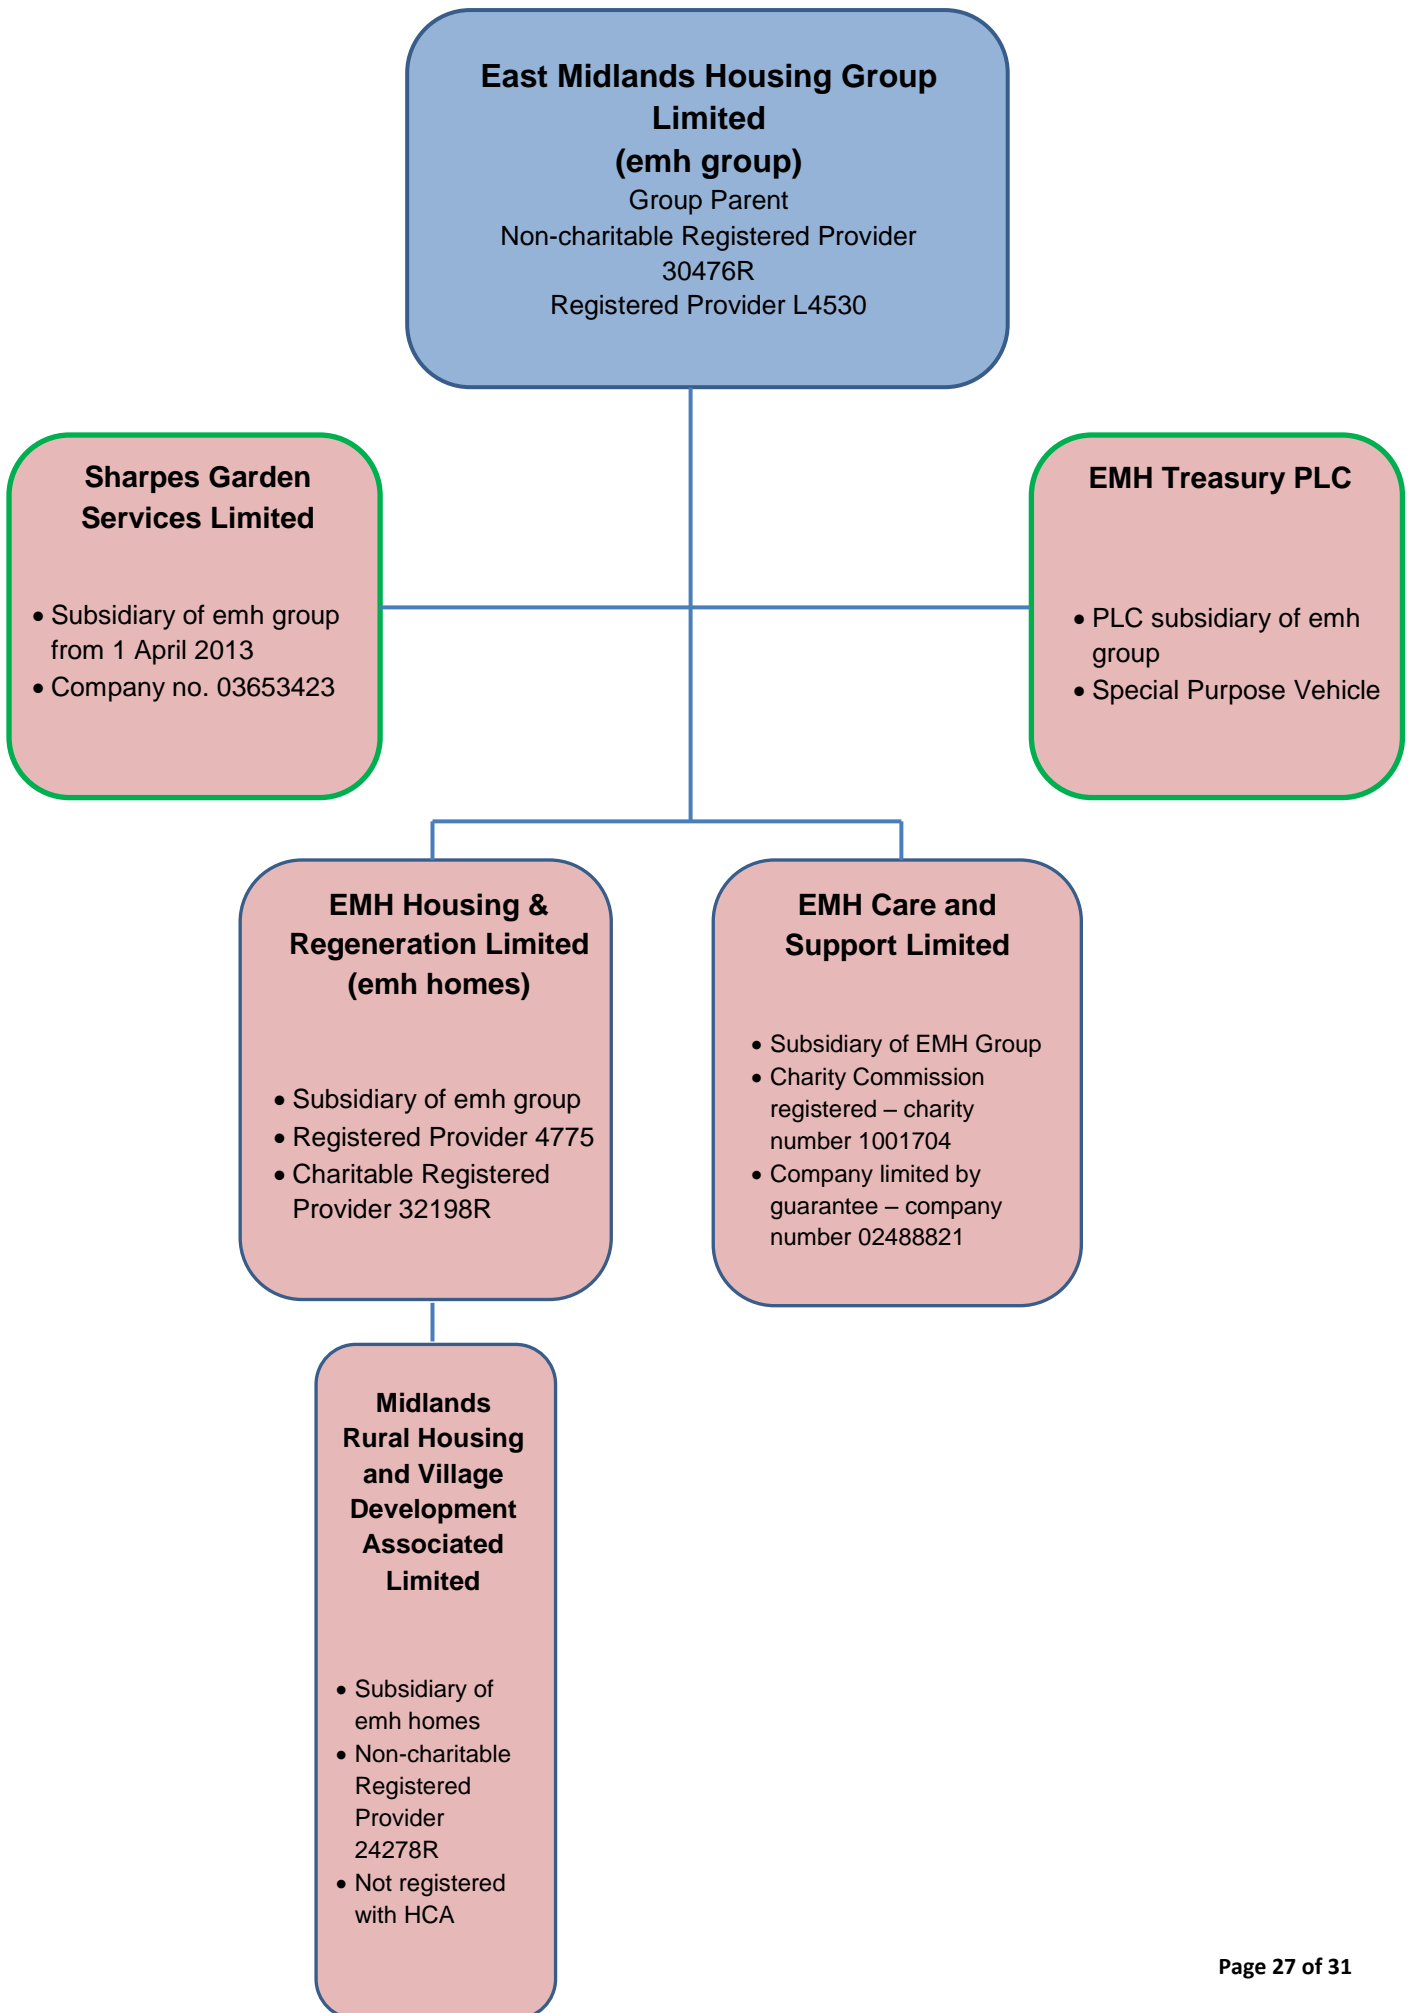 East Midlands Housing Group
Limited
(emh group)
Group Parent
Non-charitable Registered Provider
30476R
Registered Provider L4530
Sharpes Garden
Services Limited
• Subsidiary of emh group
from 1 April 2013
• Company no. 03653423
EMH Treasury PLC
• PLC subsidiary of emh
group
• Special Purpose Vehicle
EMH Housing &
Regeneration Limited
(emh homes)
• Subsidiary of emh group
• Registered Provider 4775
• Charitable Registered
Provider 32198R
EMH Care and
Support Limited
• Subsidiary of EMH Group
• Charity Commission
registered – charity
number 1001704
• Company limited by
guarantee – company
number 02488821
Midlands
Rural Housing
and Village
Development
Associated
Limited
• Subsidiary of
emh homes
• Non-charitable
Registered
Provider
24278R
• Not registered
with HCA
Page 27 of 31